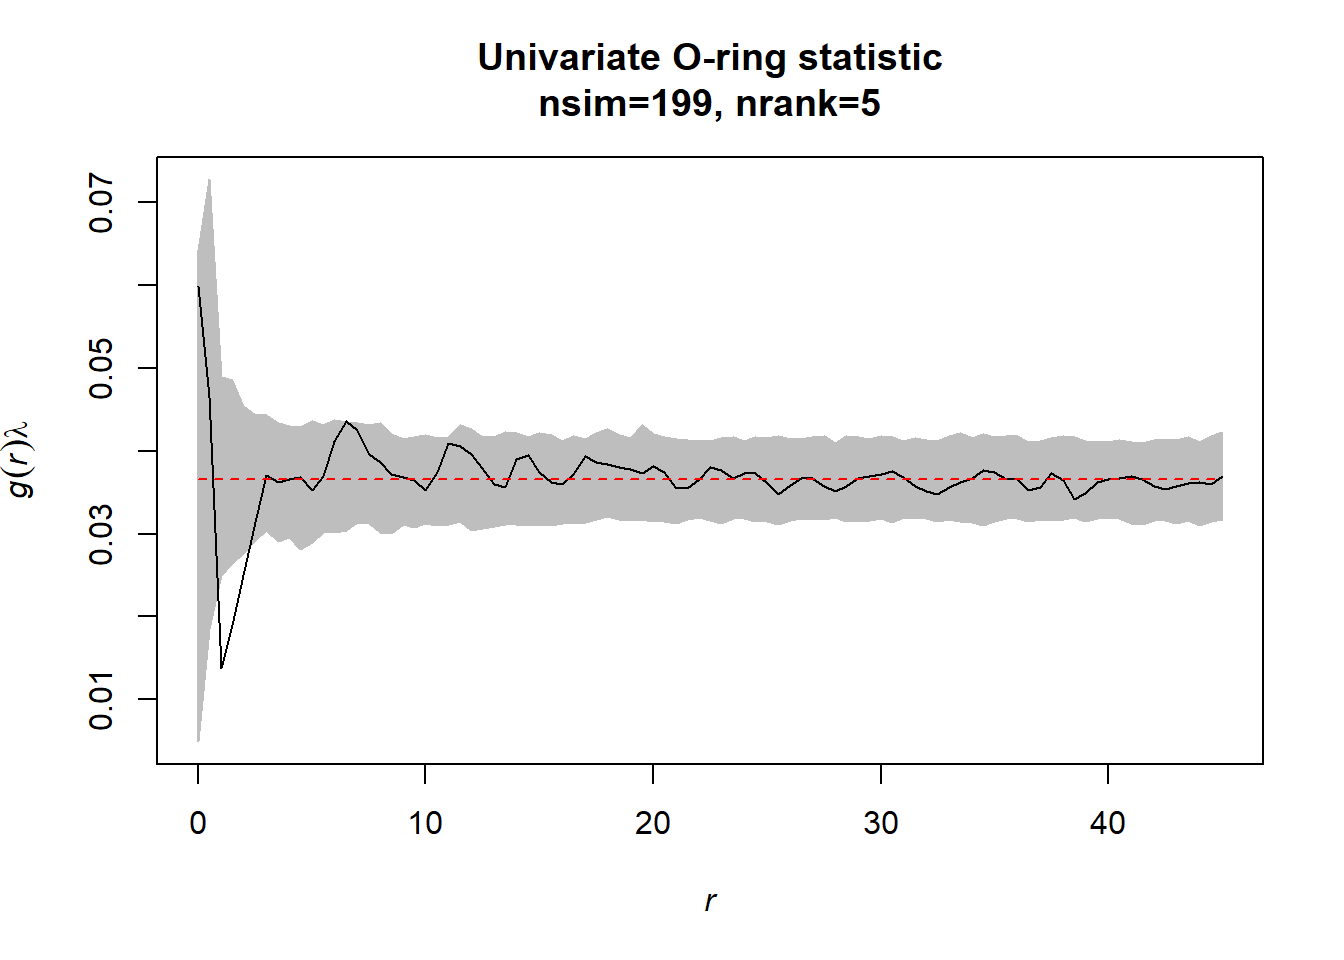 Univariate O-ring statistic
nsim=199, nrank=5
g(r)λ
0.07
0.05
0.03
0.01
0 10 20 30 40
r